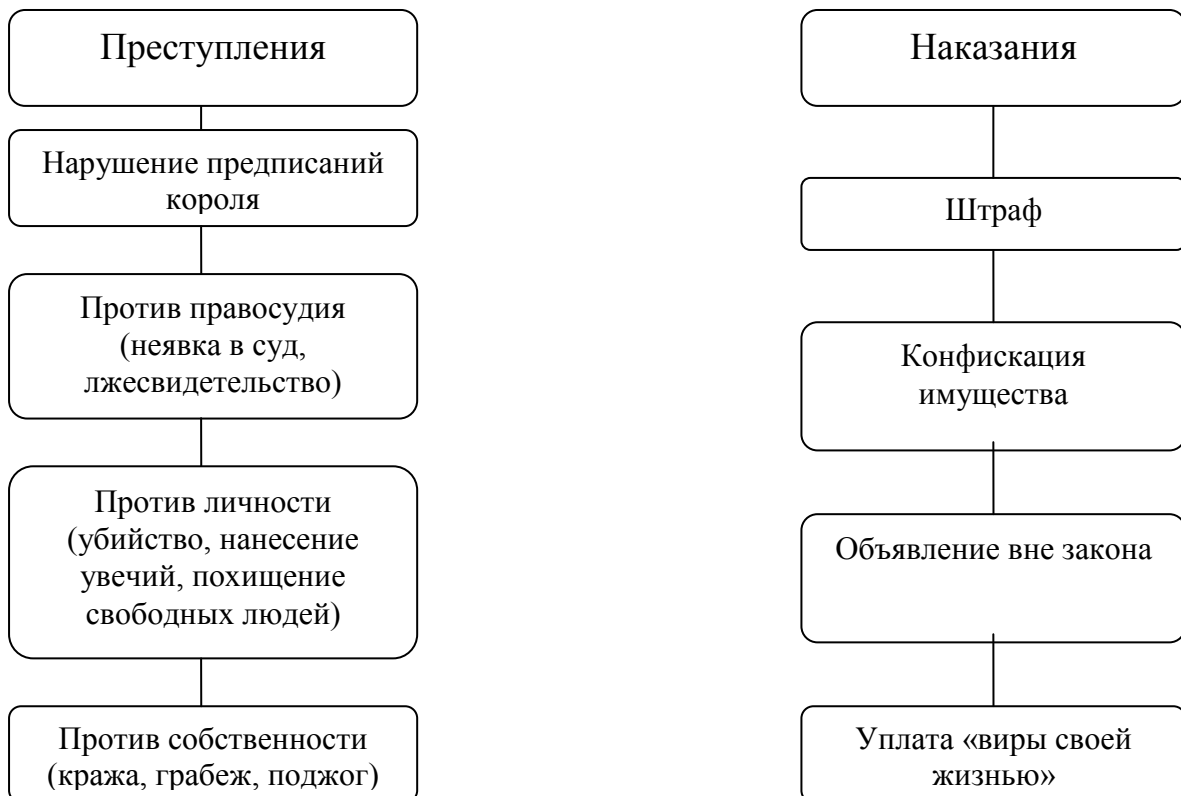 Преступления
Нарушение предписаний
короля
Против правосудия
(неявка в суд,
лжесвидетельство)
Против личности
(убийство, нанесение
увечий, похищение
свободных людей)
Против собственности
(кража, грабеж, поджог)
Наказания
Штраф
Конфискация
имущества
Объявление вне закона
Уплата «виры своей
жизнью»